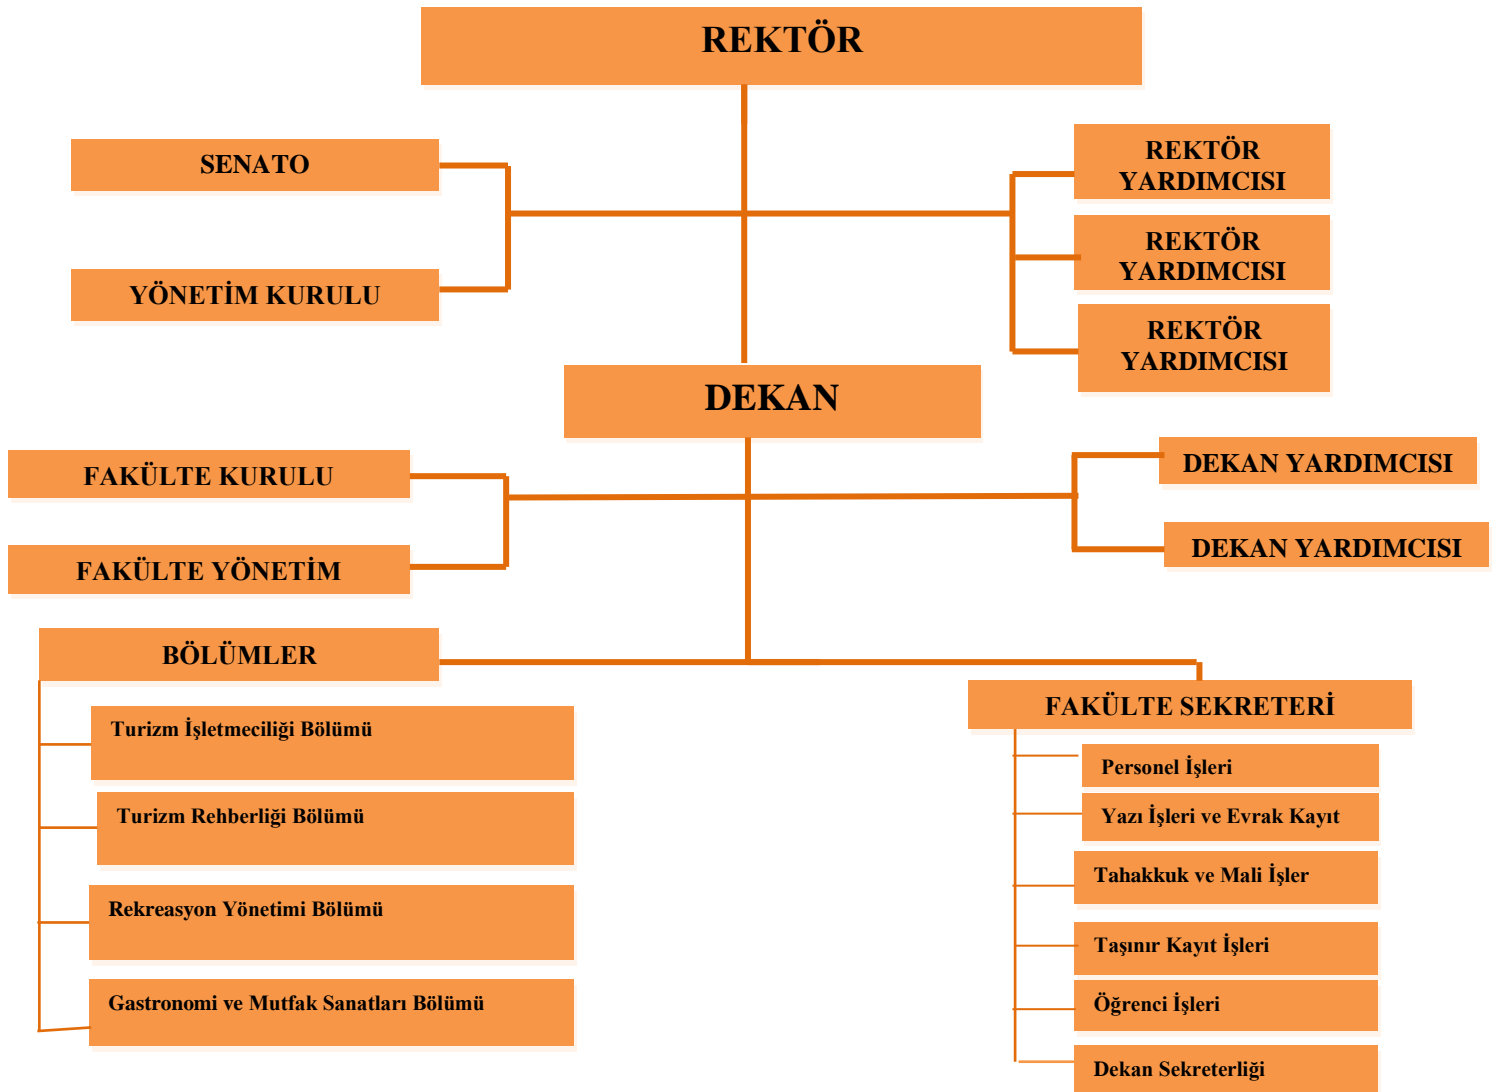 REKTÖR
SENATO
YÖNETİM KURULU
REKTÖR
YARDIMCISI
REKTÖR
YARDIMCISI
REKTÖR
YARDIMCISI
DEKAN
FAKÜLTE KURULU
FAKÜLTE YÖNETİM
DEKAN YARDIMCISI
DEKAN YARDIMCISI
BÖLÜMLER
Turizm İşletmeciliği Bölümü
Turizm Rehberliği Bölümü
Rekreasyon Yönetimi Bölümü
Gastronomi ve Mutfak Sanatları Bölümü
FAKÜLTE SEKRETERİ
Personel İşleri
Yazı İşleri ve Evrak Kayıt
Tahakkuk ve Mali İşler
Taşınır Kayıt İşleri
Öğrenci İşleri
Dekan Sekreterliği